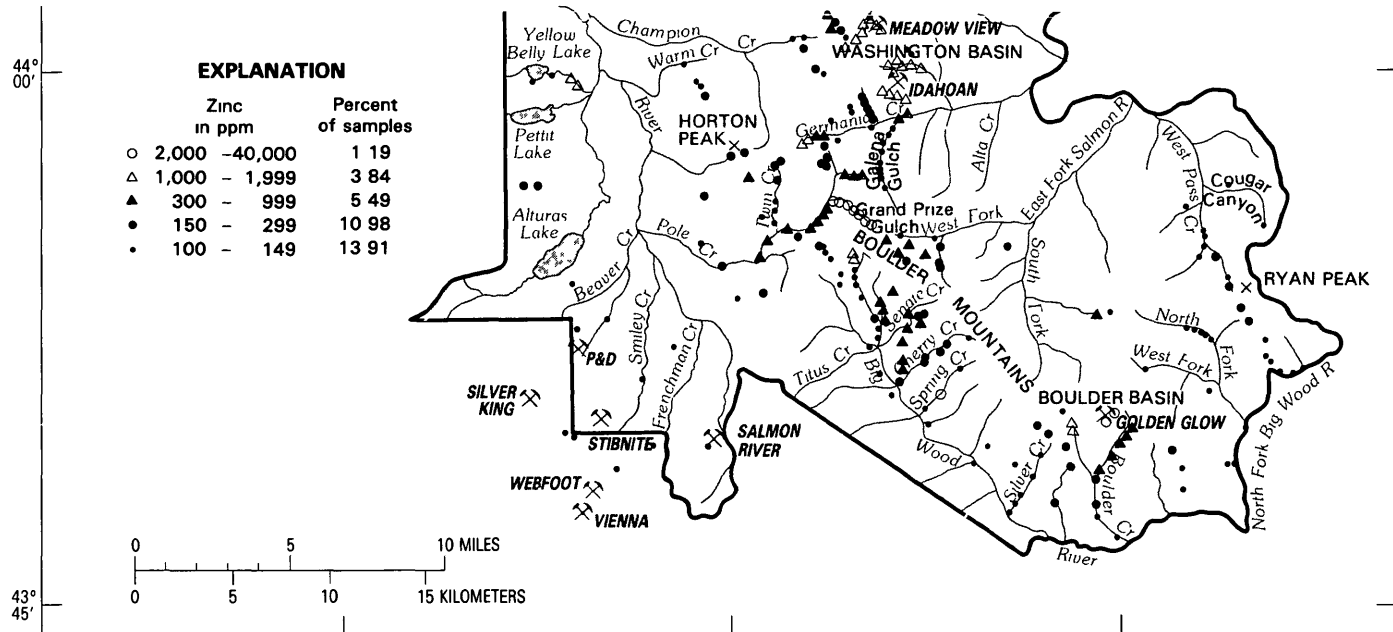 44°
00′
EXPLANATION
Zinc
in ppm
Percent
of samples
2,000 – 40,000 1 19
1,000 – 1,999 3 84
300 – 999 5 49
150 – 299 10 98
100 – 149 13 91
Yellow
Belly Lake
Pettit
Lake
Alturas
Lake
Champion Cr
Warm Cr
River
HORTON
PEAK
MEADOW VIEW
WASHINGTON BASIN
IDAHOAN
Germania Cr
Galena
Gulch
Alta Cr
East Fork Salmon R
West Pass Cr
Cougar
Canyon
Twin Cr
Grand Prize
Gulch
West Fork
Pole Cr
Beaver Cr
BOULDER MOUNTAINS
South Fork
RYAN PEAK
Smiley Cr
Frenchman Cr
Senate Cr
Cherry Cr
Titus Cr
Spring Cr
Big Wood River
North Fork
West Fork
P&D
SILVER
KING
STIBNITE
SALMON
RIVER
WEBFOOT
VIENNA
BOULDER BASIN
GOLDEN GLOW
Silver Cr
Boulder Cr
North Fork Big Wood R
0 5 10 MILES
0 5 10 15 KILOMETERS
43°
45′